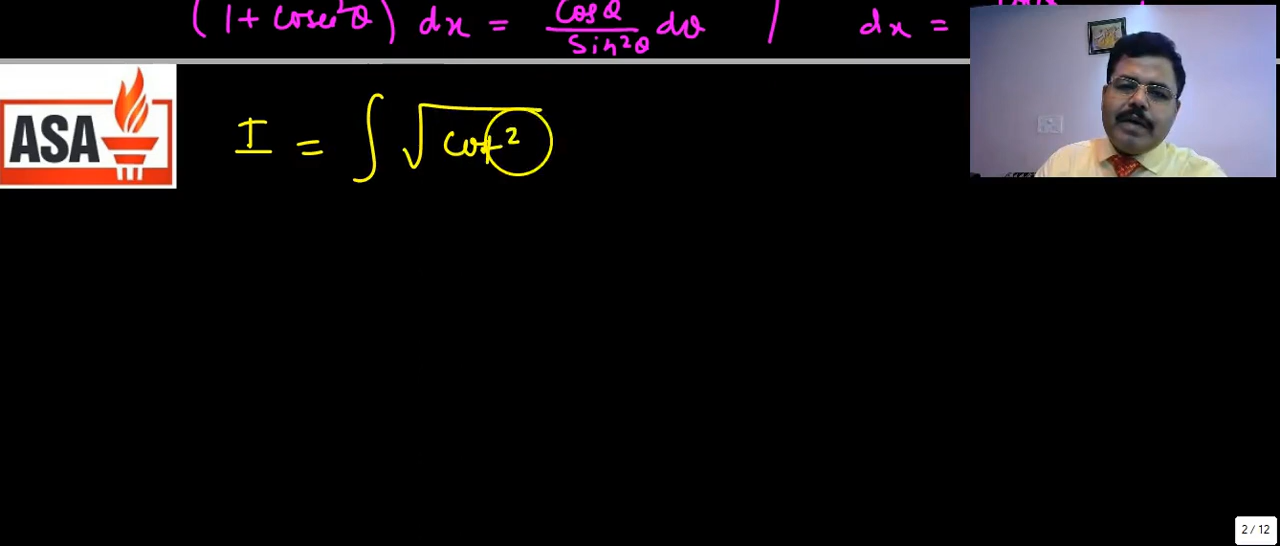 (1 + cosec²θ) dx = cosθ / sin²θ dθ | dx =
ASA
I = ∫ √cot²
2 / 12